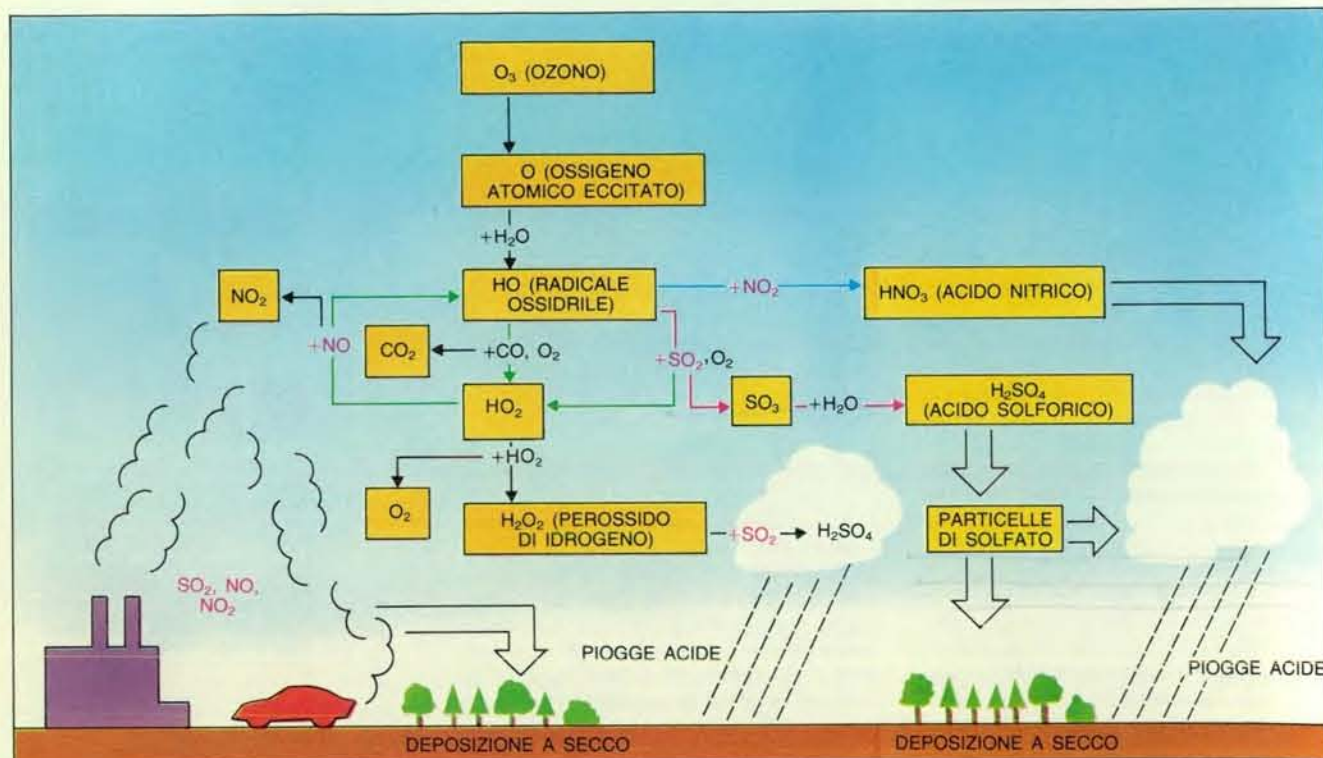 O₃ (OZONO)
O (OSSIGENO
ATOMICO ECCITATO)
+H₂O
HO (RADICALE
OSSIDRILE)
+NO₂
HNO₃ (ACIDO NITRICO)
NO₂
+NO
CO₂
+CO, O₂
+SO₂, O₂
HO₂
SO₃
+H₂O
H₂SO₄
(ACIDO SOLFORICO)
+HO₂
O₂
H₂O₂ (PEROSSIDO
DI IDROGENO)
+SO₂
H₂SO₄
PARTICELLE
DI SOLFATO
SO₂, NO,
NO₂
PIOGGE ACIDE
PIOGGE ACIDE
DEPOSIZIONE A SECCO
DEPOSIZIONE A SECCO